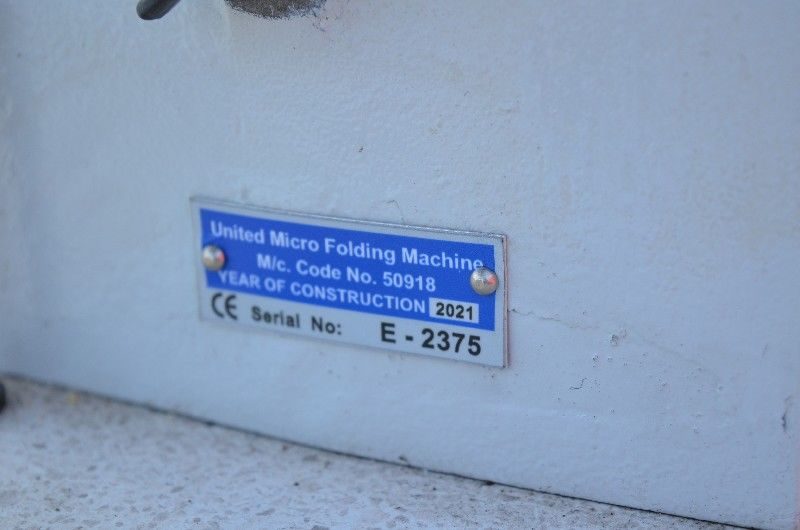 United Micro Folding Machine
M/c. Code No. 50918
YEAR OF CONSTRUCTION 2021
CE Serial No: E - 2375